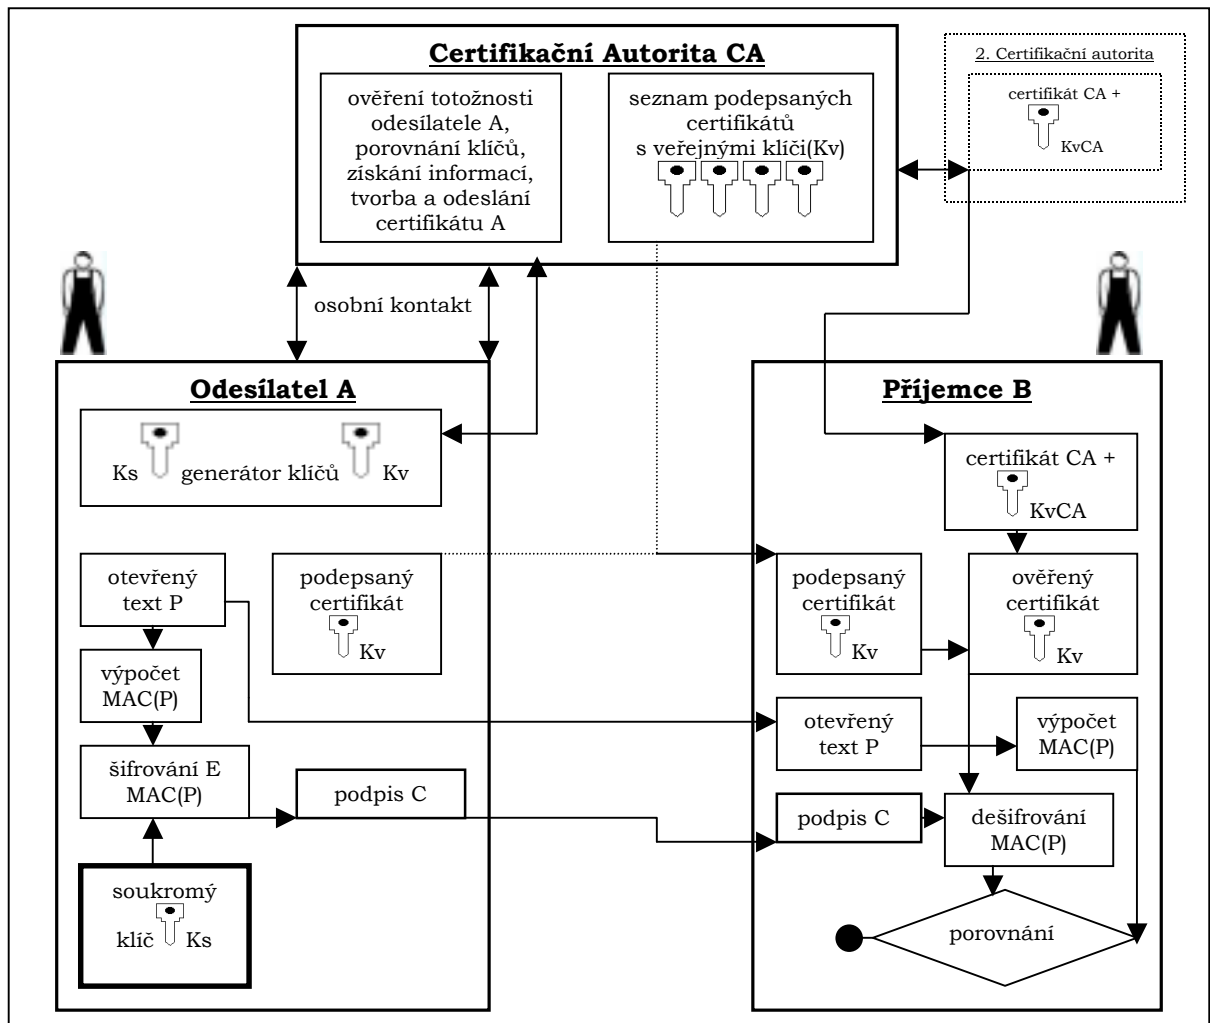 Certifikační Autorita CA
ověření totožnosti
odesílatele A,
porovnání klíčů,
získání informací,
tvorba a odeslání
certifikátu A
seznam podepsaných
certifikátů
s veřejnými klíči(Kv)
2. Certifikační autorita
certifikát CA +
KvCA
osobní kontakt
Odesílatel A
Ks generátor klíčů Kv
otevřený
text P
podepsaný
certifikát
Kv
výpočet
MAC(P)
šifrování E
MAC(P)
podpis C
soukromý
klíč Ks
Příjemce B
certifikát CA +
KvCA
podepsaný
certifikát
Kv
ověřený
certifikát
Kv
otevřený
text P
výpočet
MAC(P)
podpis C
dešifrování
MAC(P)
porovnání